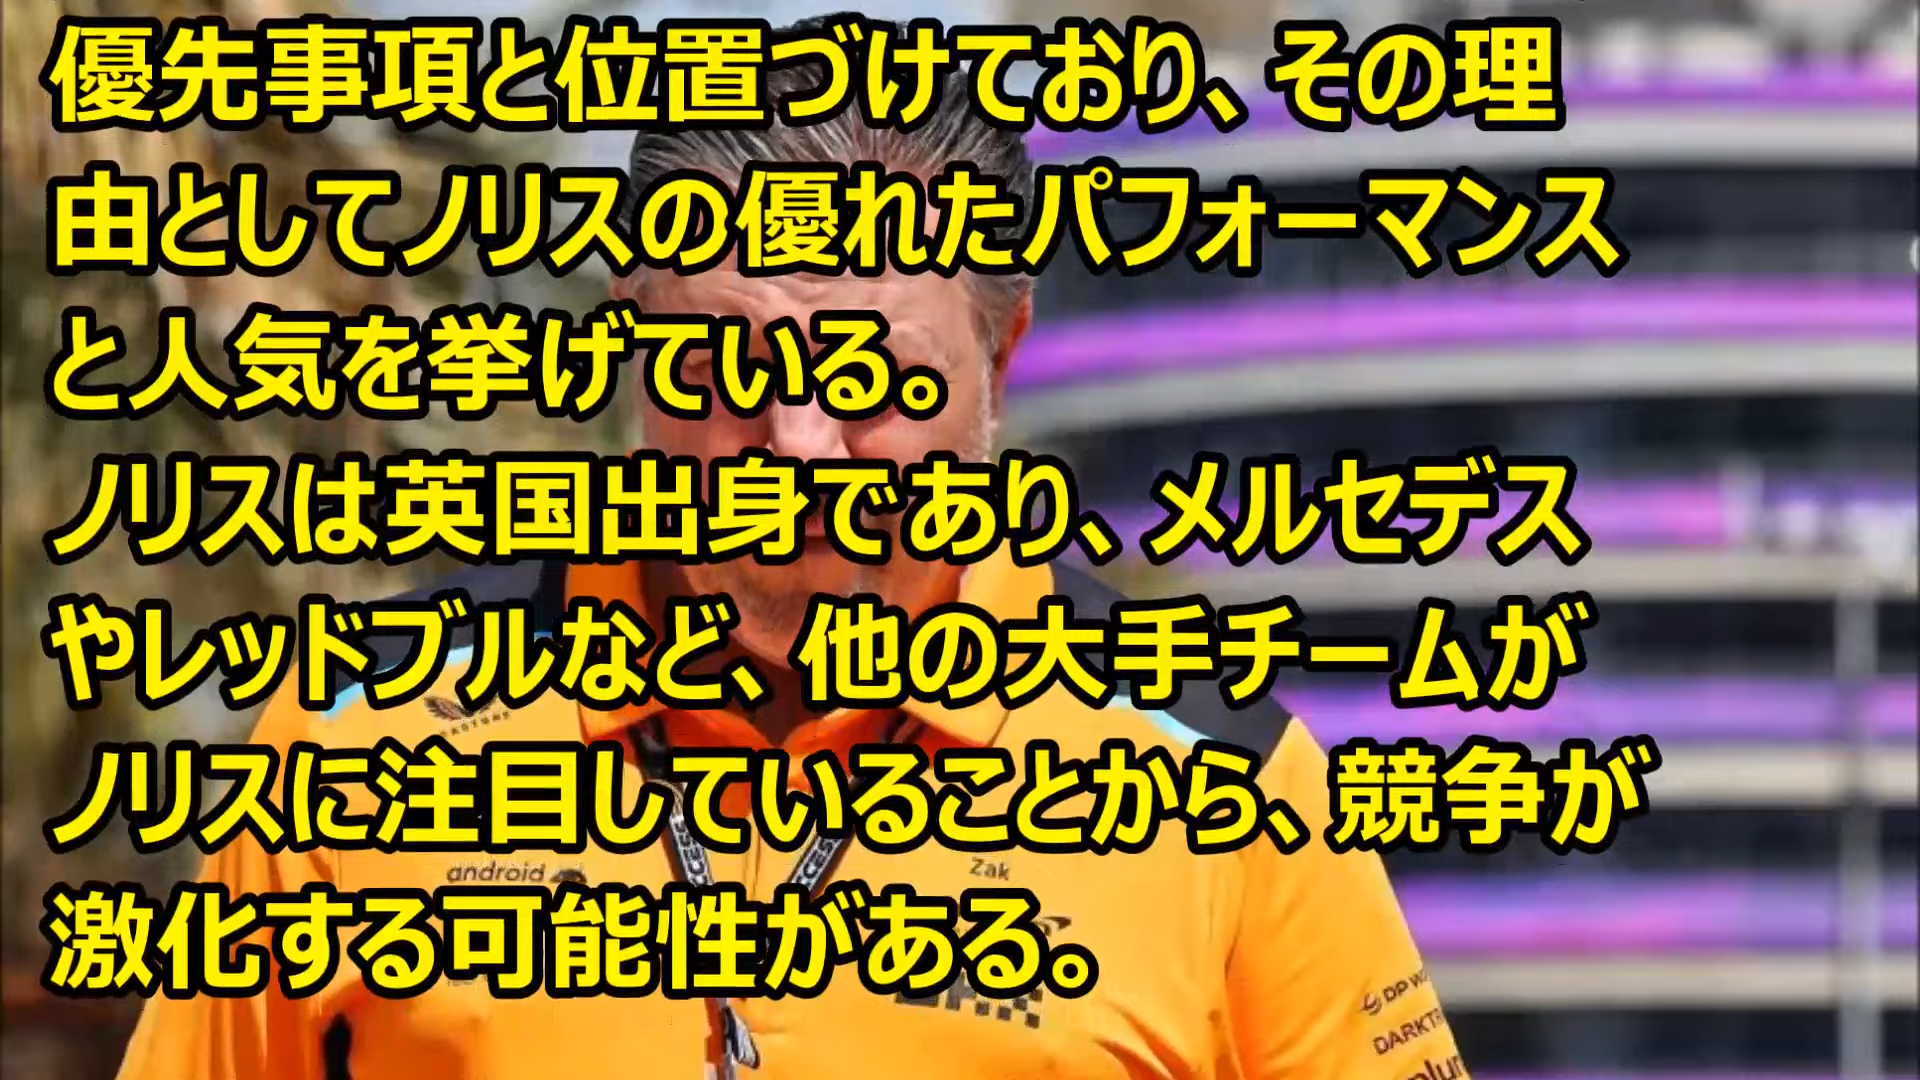 優先事項と位置づけており、その理
由としてノリスの優れたパフォーマンス
と人気を挙げている。
ノリスは英国出身であり、メルセデス
やレッドブルなど、他の大手チームが
ノリスに注目していることから、競争が
激化する可能性がある。
android
Zak
DP W
DARKTR